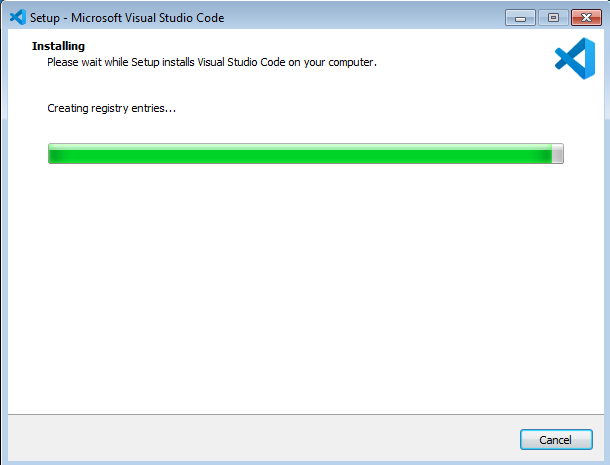 Setup - Microsoft Visual Studio Code
Installing
Please wait while Setup installs Visual Studio Code on your computer.
Creating registry entries...
Cancel